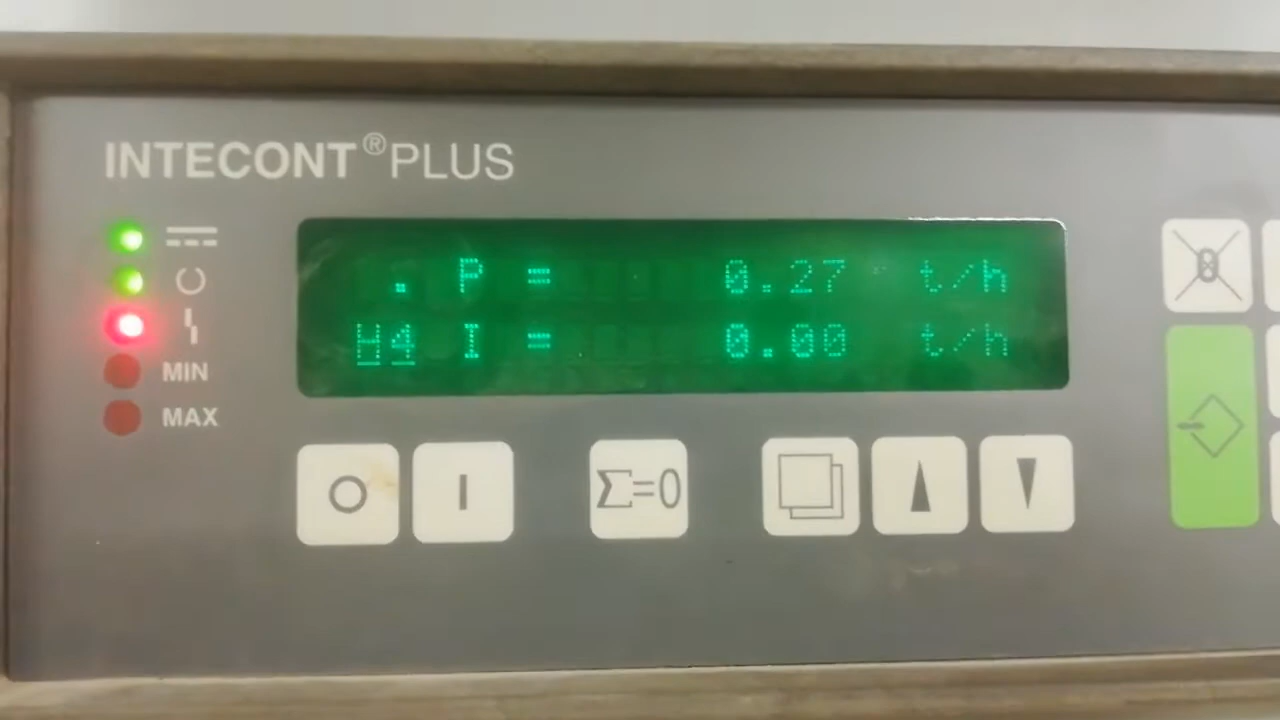 INTECONT® PLUS
. P = 0.27 t/h
H4 I = 0.00 t/h
MIN
MAX
O I Σ=0